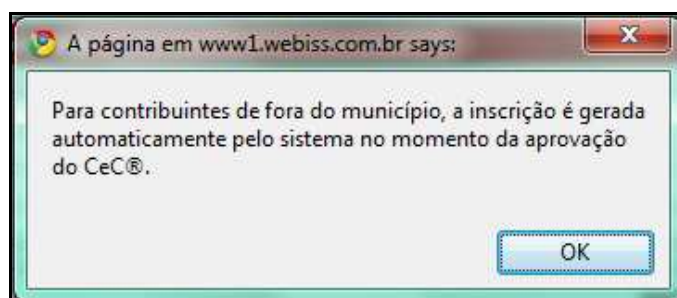 A página em www1.webiss.com.br says:
Para contribuintes de fora do município, a inscrição é gerada
automaticamente pelo sistema no momento da aprovação
do CeC®.
OK